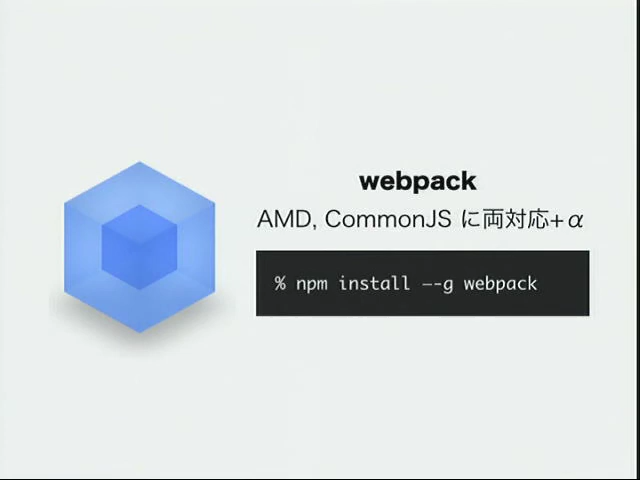 webpack
AMD, CommonJS に両対応+α
% npm install --g webpack